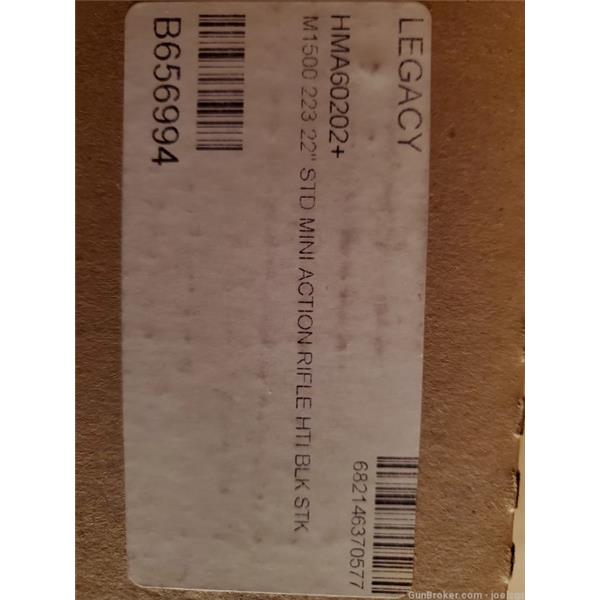 LEGACY
HMA60202+
M1500 223 22" STD MINI ACTION RIFLE HTI BLK STK
B656994
682146370577
GunBroker.com -